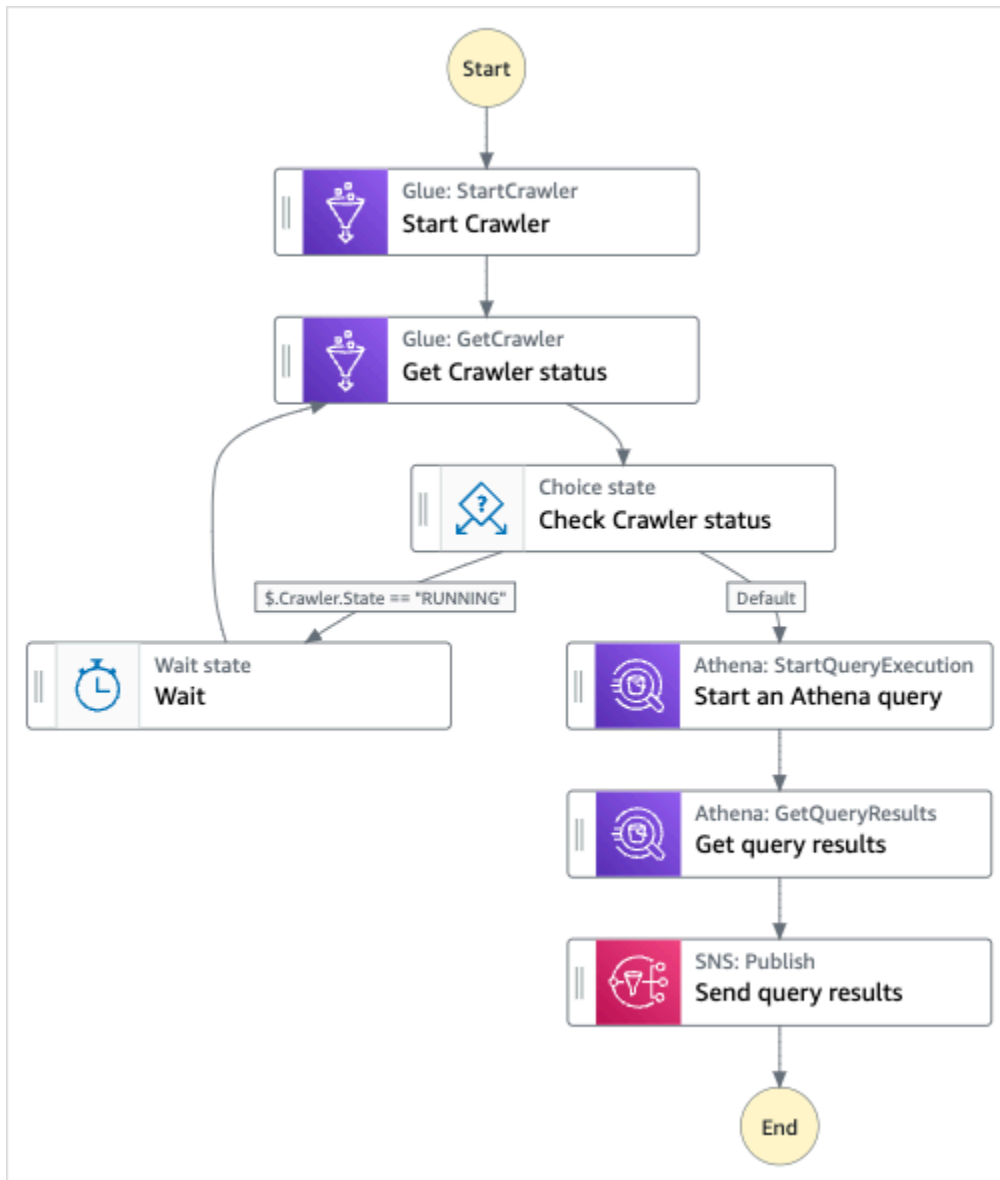 Start
Glue: StartCrawler
Start Crawler
Glue: GetCrawler
Get Crawler status
Choice state
?
Check Crawler status
$.Crawler.State == "RUNNING"
Default
Wait state
Wait
Athena: StartQueryExecution
Start an Athena query
Athena: GetQueryResults
Get query results
SNS: Publish
Send query results
End